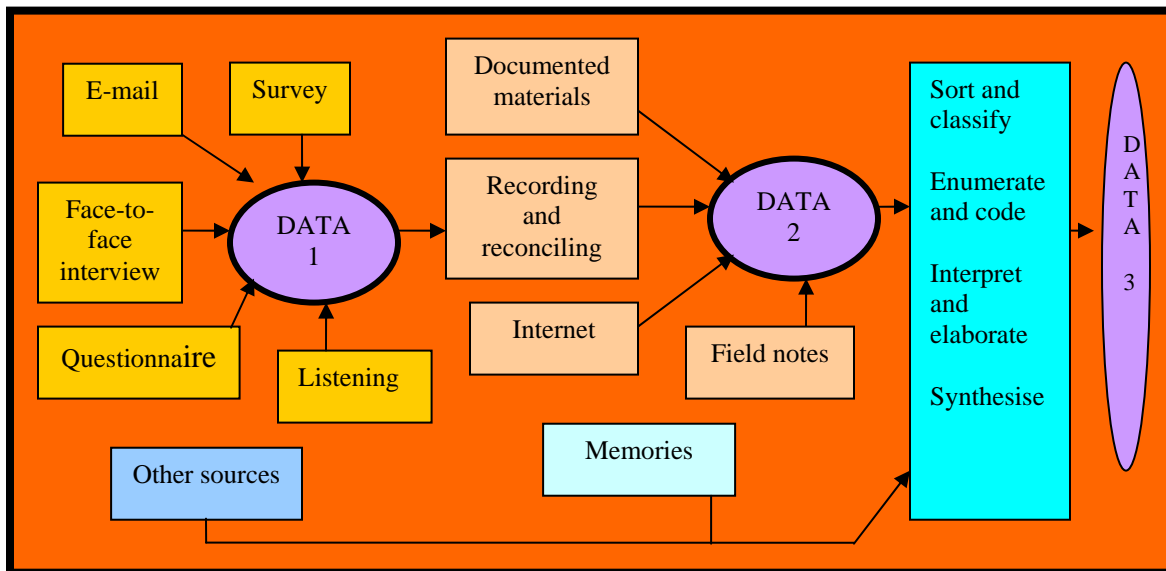 E-mail
Survey
Face-to-
face
interview
DATA
1
Questionnaire
Listening
Documented
materials
Recording
and
reconciling
Internet
DATA
2
Field notes
Sort and
classify
Enumerate
and code
Interpret
and
elaborate
Synthesise
D
A
T
A
3
Other sources
Memories